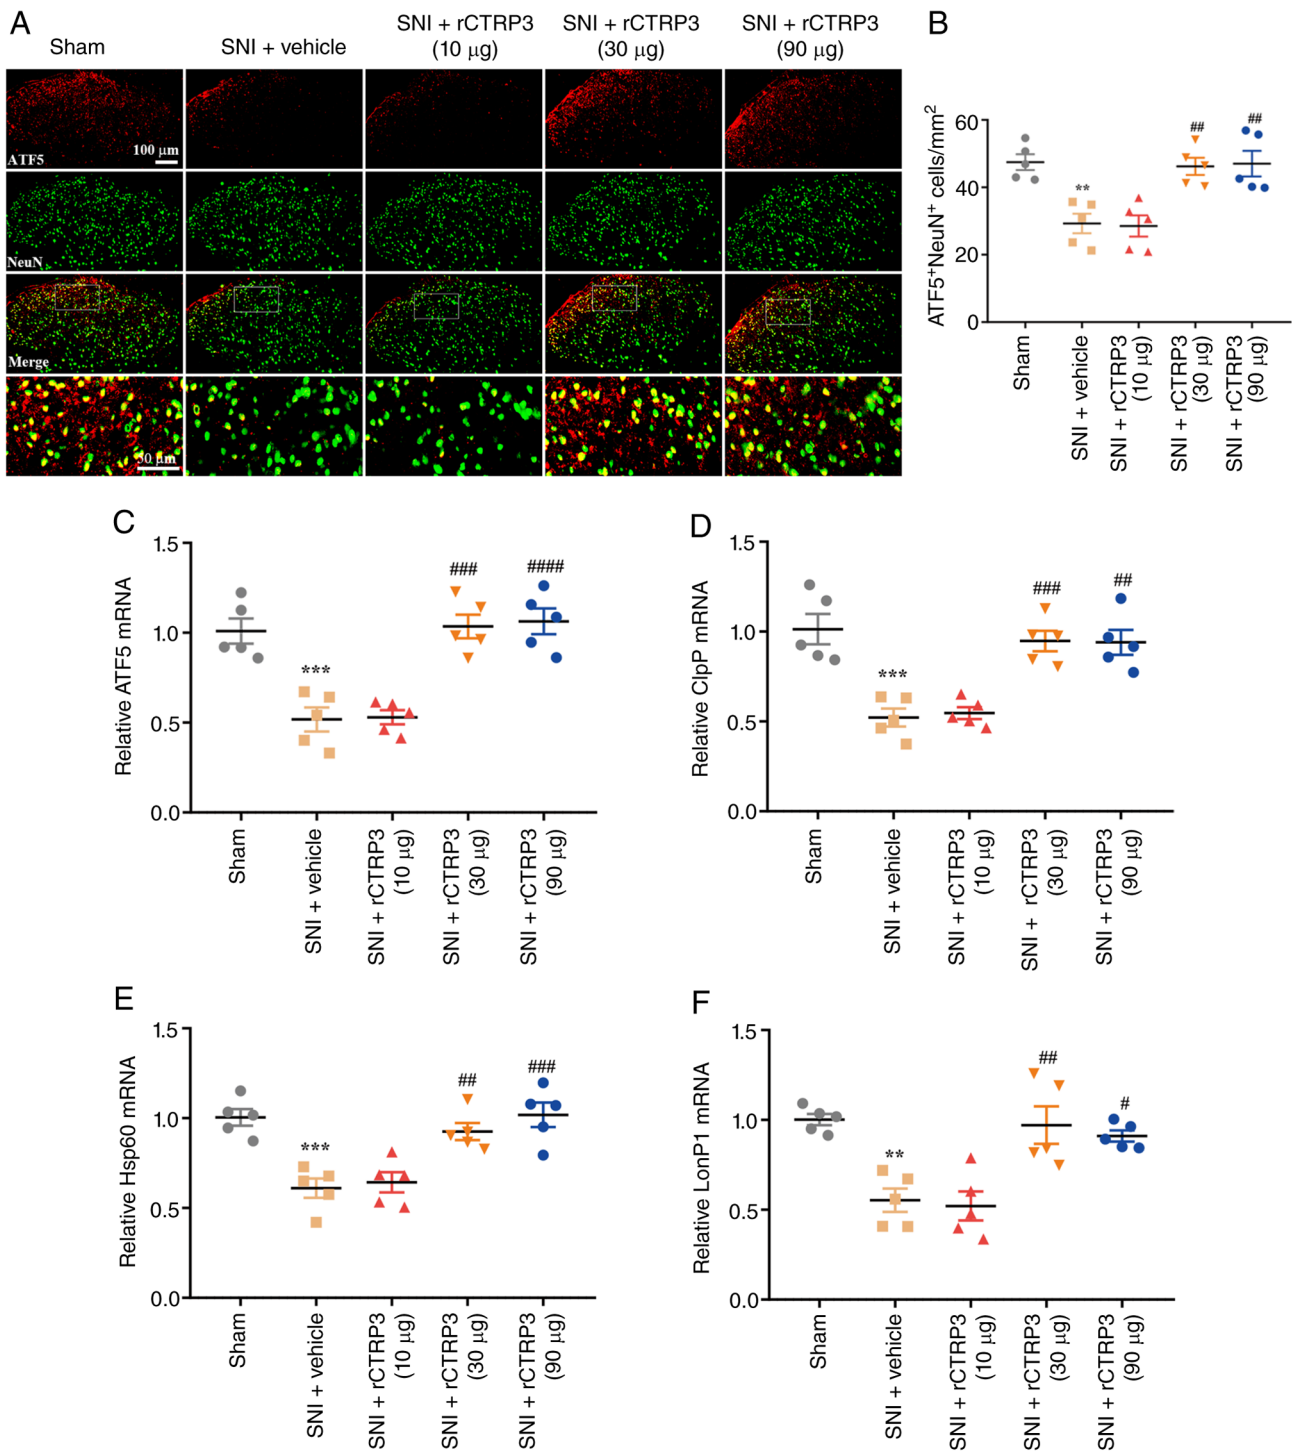 A
Sham
SNI + vehicle
SNI + rCTRP3
(10 µg)
SNI + rCTRP3
(30 µg)
SNI + rCTRP3
(90 µg)
ATF5
100 µm
NeuN
Merge
B
ATF5⁺NeuN⁺ cells/mm²
60
40
20
0
**
##
##
Sham
SNI + vehicle
SNI + rCTRP3
(10 µg)
SNI + rCTRP3
(30 µg)
SNI + rCTRP3
(90 µg)
C
Relative ATF5 mRNA
1.5
1.0
0.5
0.0
***
###
####
Sham
SNI + vehicle
SNI + rCTRP3
(10 µg)
SNI + rCTRP3
(30 µg)
SNI + rCTRP3
(90 µg)
D
Relative ClpP mRNA
1.5
1.0
0.5
0.0
***
###
##
Sham
SNI + vehicle
SNI + rCTRP3
(10 µg)
SNI + rCTRP3
(30 µg)
SNI + rCTRP3
(90 µg)
E
Relative Hsp60 mRNA
1.5
1.0
0.5
0.0
***
##
###
Sham
SNI + vehicle
SNI + rCTRP3
(10 µg)
SNI + rCTRP3
(30 µg)
SNI + rCTRP3
(90 µg)
F
Relative LonP1 mRNA
1.5
1.0
0.5
0.0
**
##
#
Sham
SNI + vehicle
SNI + rCTRP3
(10 µg)
SNI + rCTRP3
(30 µg)
SNI + rCTRP3
(90 µg)